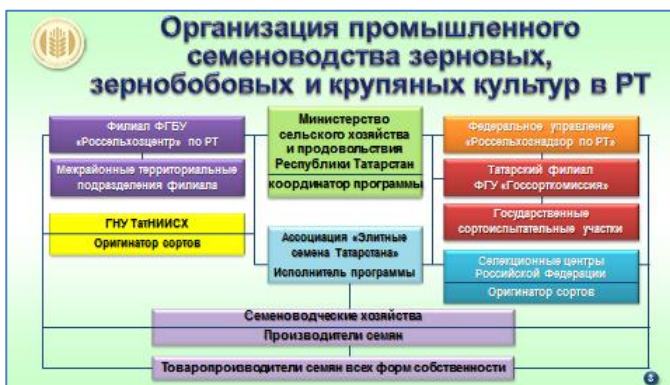 Организация промышленного
семеноводства зерновых,
зернобобовых и крупяных культур в РТ
Филиал ФГБУ
«Россельхозцентр» по РТ
Межрайонные территориальные
подразделения филиала
ГНУ ТатНИИСХ
Оригинатор сортов
Министерство
сельского хозяйства
и продовольствия
Республики Татарстан
координатор программы
Ассоциация «Элитные
семена Татарстана»
Исполнитель программы
Федеральное управление
«Россельхознадзор по РТ»
Татарский филиал
ФГУ «Госсорткомиссия»
Государственные
сортоиспытательные участки
Селекционные центры
Российской Федерации
Оригинатор сортов
Семеноводческие хозяйства
Производители семян
Товаропроизводители семян всех форм собственности